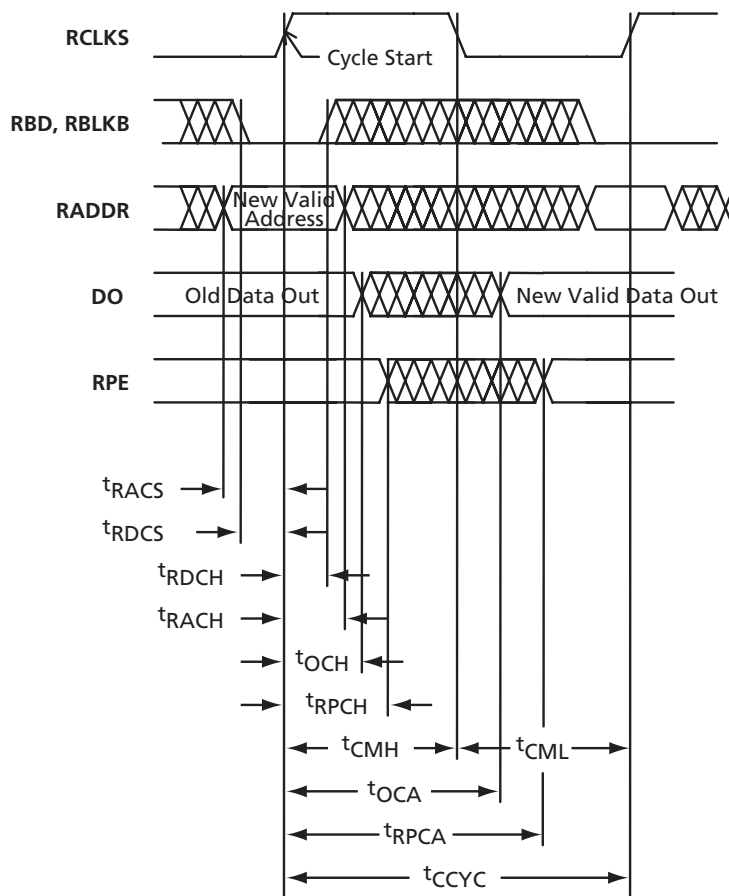 RCLKS
Cycle Start
RBD, RBLKB
RADDR
New Valid
Address
DO
Old Data Out
New Valid Data Out
RPE
tRACS
tRDCS
tRDCH
tRACH
tOCH
tRPCH
tCMH
tCML
tOCA
tRPCA
tCCYC